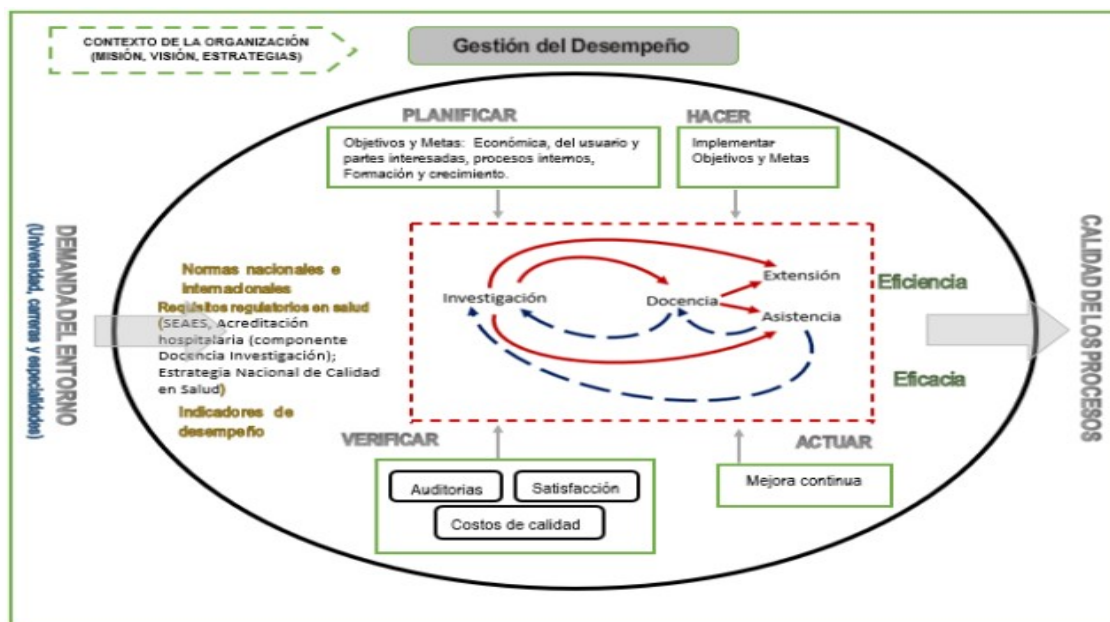 CONTEXTO DE LA ORGANIZACIÓN
(MISIÓN, VISIÓN, ESTRATEGIAS)
Gestión del Desempeño
PLANIFICAR
Objetivos y Metas: Económica, del usuario y
partes interesadas, procesos internos,
Formación y crecimiento.
HACER
Implementar
Objetivos y Metas
DEMANDA DEL ENTORNO
(Universidad, carreras y especialidades)
Normas nacionales e
internacionales
Requisitos regulatorios en salud
(SEAES, Acreditación
hospitalaria (componente
Docencia Investigación);
Estrategia Nacional de Calidad
en Salud)
Indicadores de
desempeño
Investigación
Docencia
Extensión
Asistencia
Eficiencia
Eficacia
CALIDAD DE LOS PROCESOS
VERIFICAR
Auditorias
Satisfacción
Costos de calidad
ACTUAR
Mejora continua